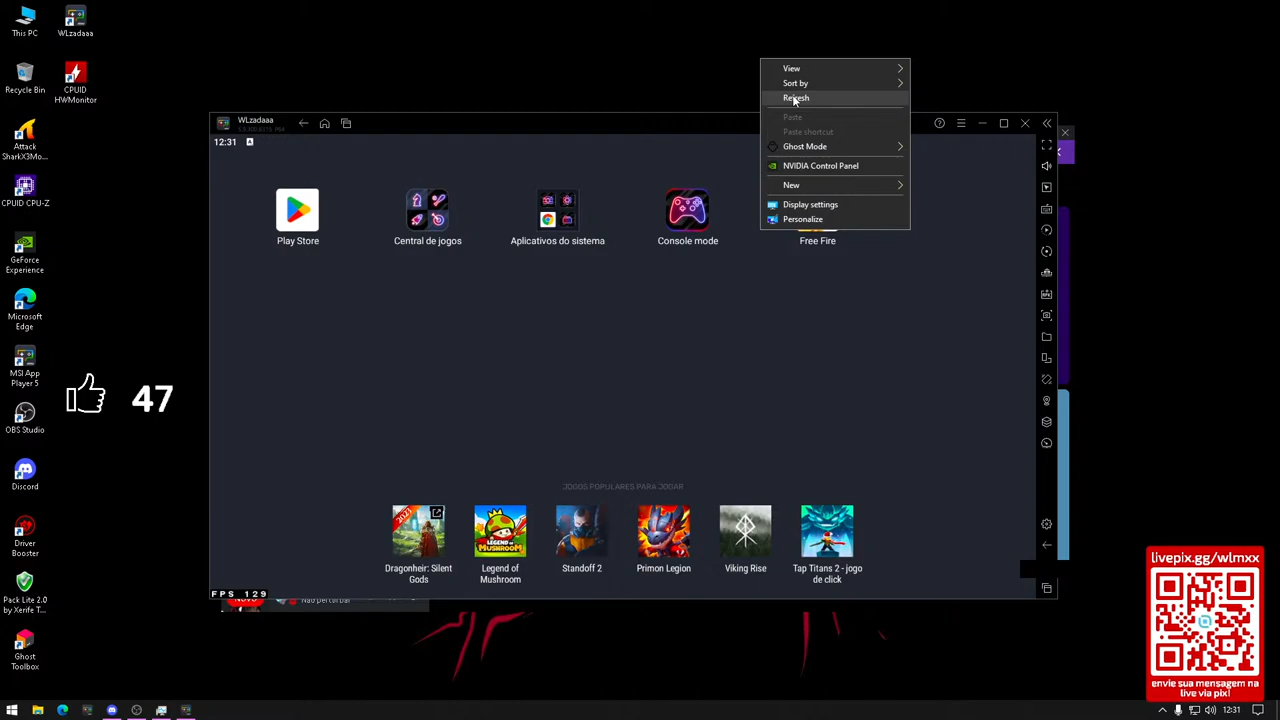 This PC
WLzadaaa
Recycle Bin
CPUID
HWMonitor
Attack
SharkX3Mo...
CPUID CPU-Z
GeForce
Experience
Microsoft
Edge
MSI App
Player 5
OBS Studio
Discord
Driver
Booster
Pack Lite 2.0
by Xerife T...
Ghost
Toolbox
47
WLzadaaa
12:31
A
Play Store
Central de jogos
Aplicativos do sistema
Console mode
Free Fire
View
Sort by
Refresh
Paste
Paste shortcut
Ghost Mode
NVIDIA Control Panel
New
Display settings
Personalize
JOGOS POPULARES PARA JOGAR
Dragonheir: Silent
Gods
Legend of
Mushroom
Standoff 2
Primon Legion
Viking Rise
Tap Titans 2 - jogo
de click
FPS 129
Não perturbar
livepix.gg/wlmxx
envie sua mensagem na
live via pix!
12:31